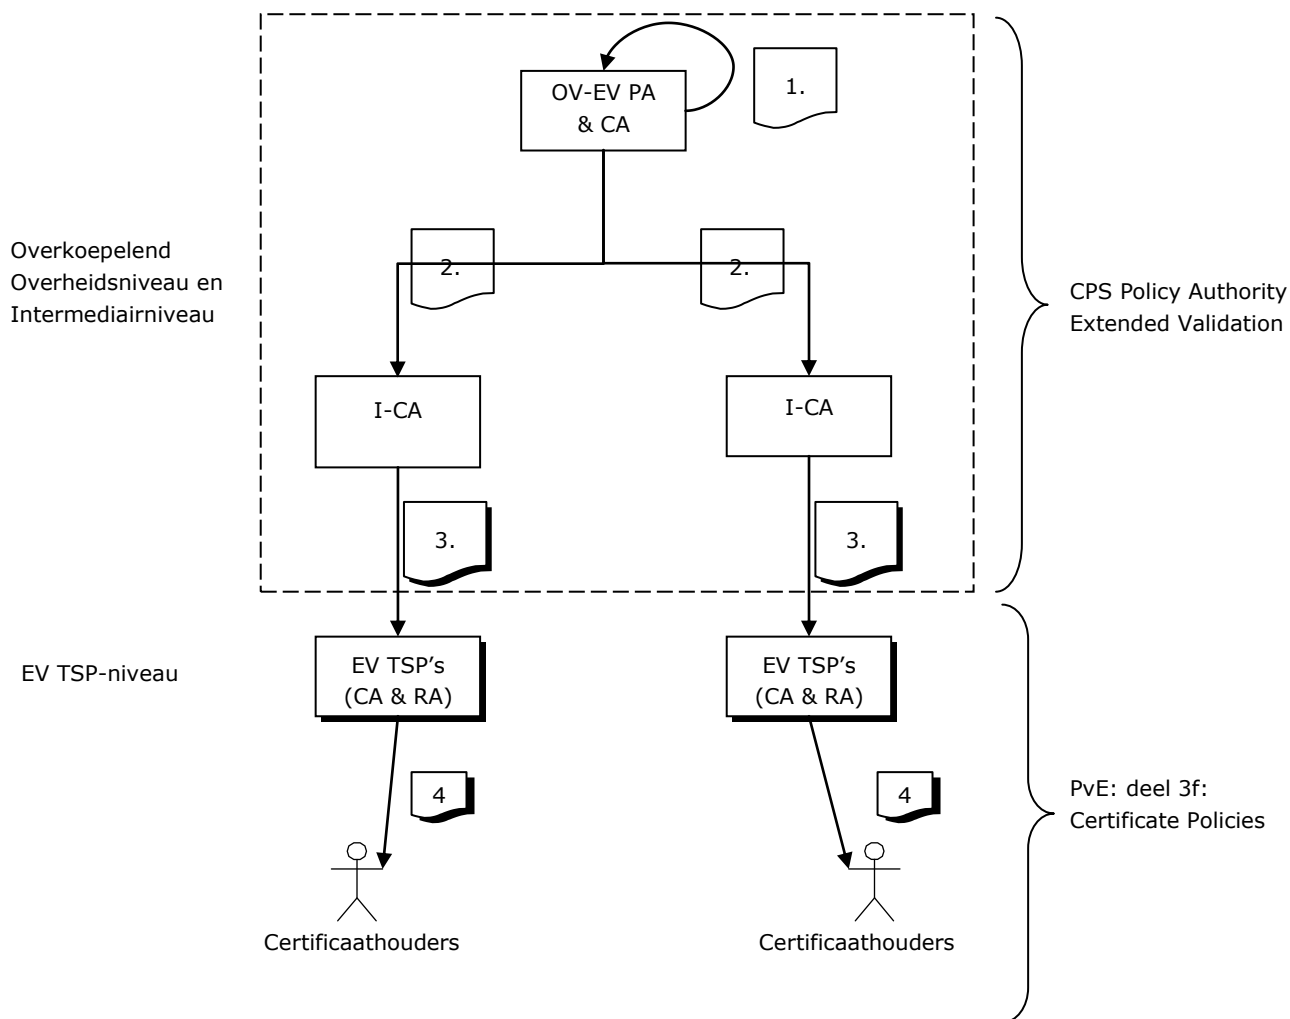 OV-EV PA
& CA
1.
Overkoepelend
Overheidsniveau en
Intermediairniveau
2.
2.
CPS Policy Authority
Extended Validation
I-CA
I-CA
3.
3.
EV TSP-niveau
EV TSP's
(CA & RA)
EV TSP's
(CA & RA)
4
4
PvE: deel 3f:
Certificate Policies
Certificaathouders
Certificaathouders